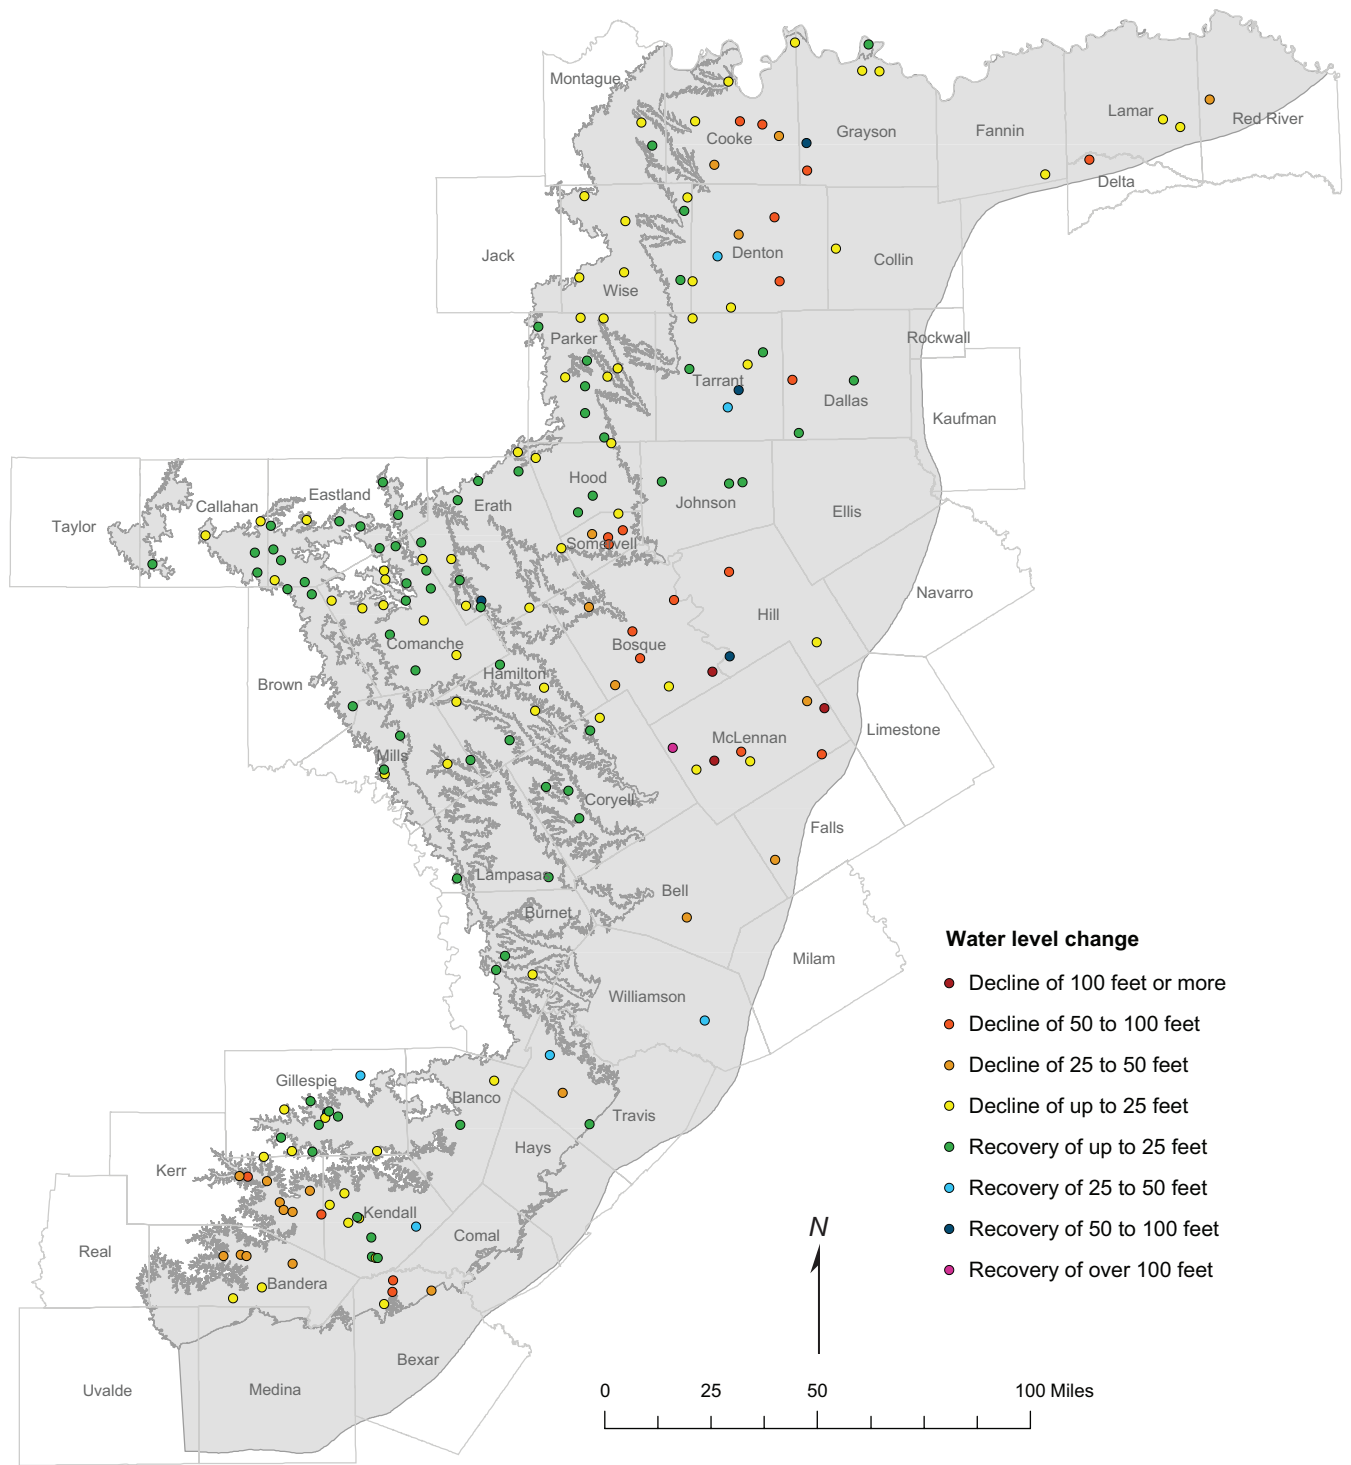 Montague
Cooke
Grayson
Fannin
Lamar
Red River
Delta
Jack
Wise
Denton
Collin
Parker
Tarrant
Rockwall
Dallas
Kaufman
Taylor
Callahan
Eastland
Erath
Hood
Johnson
Ellis
Somervell
Navarro
Hill
Bosque
Comanche
Hamilton
Brown
Mills
McLennan
Limestone
Coryell
Falls
Lampasas
Bell
Burnet
Milam
Williamson
Gillespie
Blanco
Travis
Hays
Kerr
Kendall
Comal
Real
Bandera
Bexar
Uvalde
Medina
Water level change
Decline of 100 feet or more
Decline of 50 to 100 feet
Decline of 25 to 50 feet
Decline of up to 25 feet
Recovery of up to 25 feet
Recovery of 25 to 50 feet
Recovery of 50 to 100 feet
Recovery of over 100 feet
N
0 25 50 100 Miles